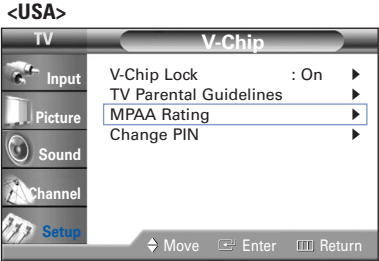 <USA>
TV
V-Chip
Input
Picture
Sound
Channel
Setup
V-Chip Lock : On
TV Parental Guidelines
MPAA Rating
Change PIN
Move Enter Return